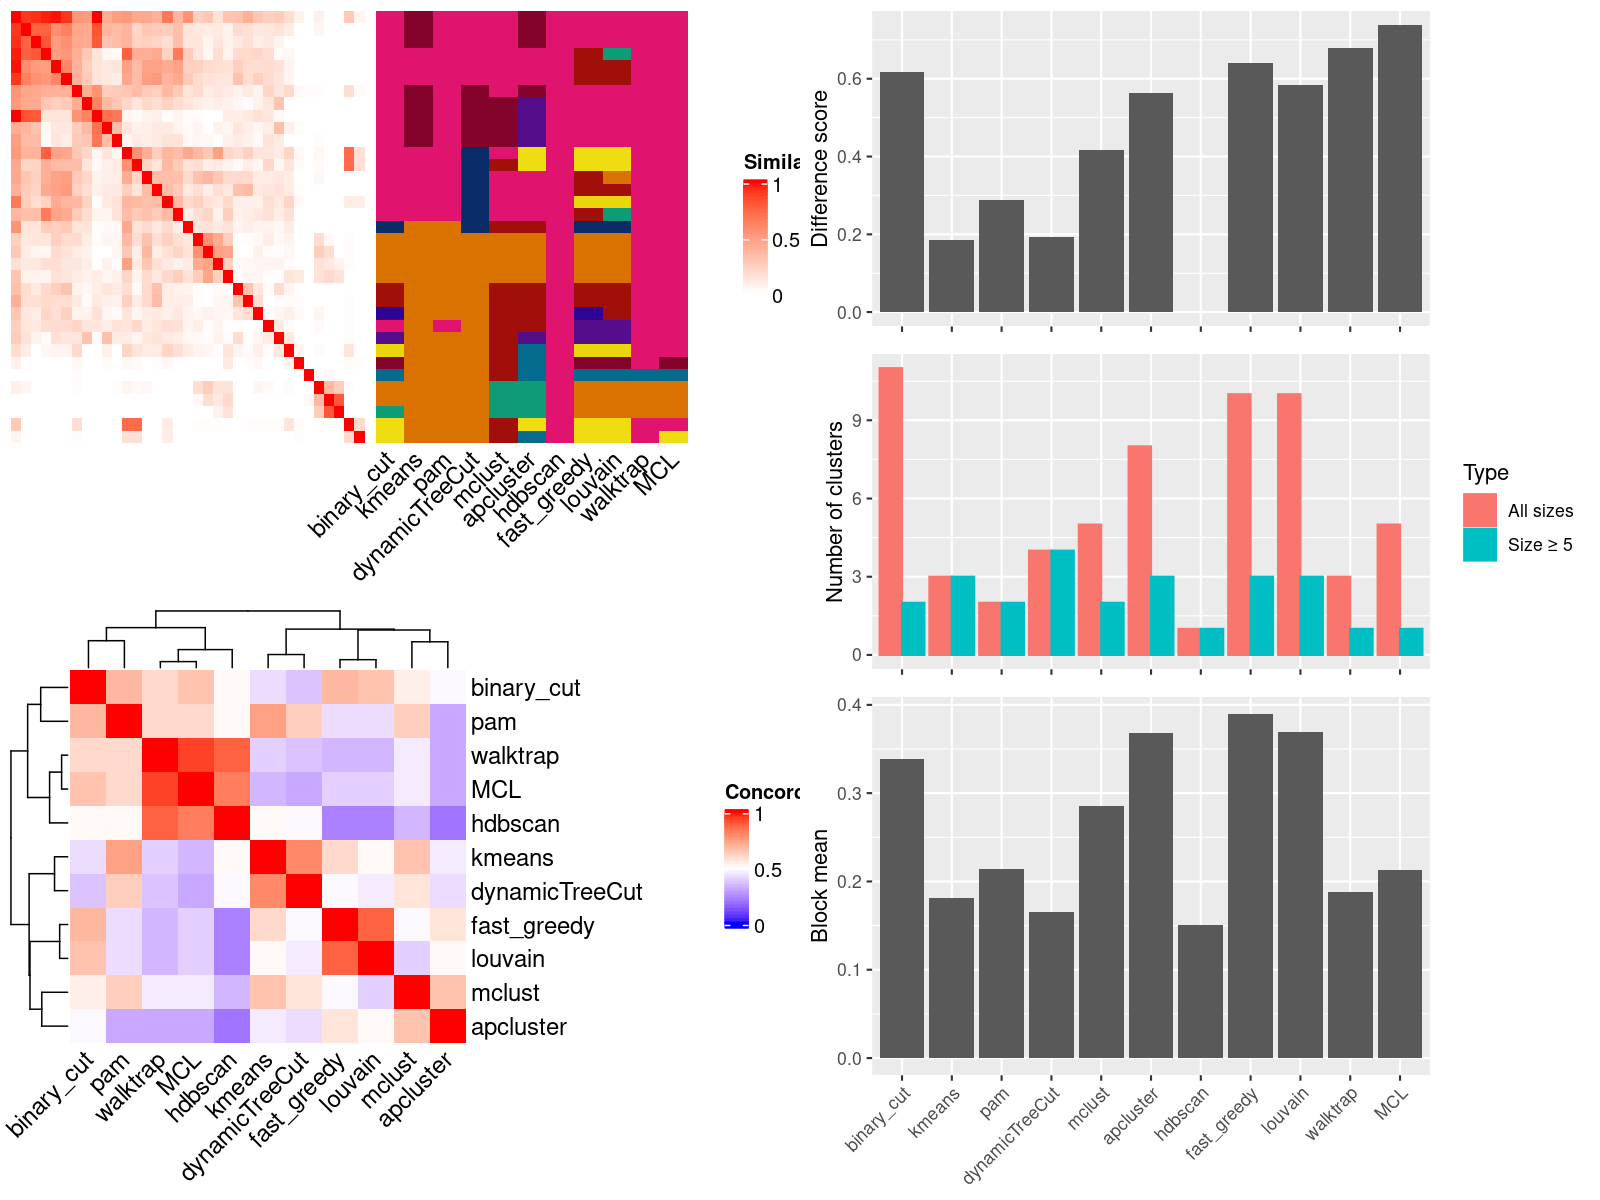 Simila
1
0.5
0
binary_cut
kmeans
pam
dynamicTreeCut
mclust
apcluster
hdbscan
fast_greedy
louvain
walktrap
MCL
binary_cut
pam
walktrap
MCL
hdbscan
kmeans
dynamicTreeCut
fast_greedy
louvain
mclust
apcluster
binary_cut
pam
walktrap
MCL
hdbscan
kmeans
dynamicTreeCut
fast_greedy
louvain
mclust
apcluster
Concord
1
0.5
0
Difference score
0.6
0.4
0.2
0.0
Number of clusters
9
6
3
0
Type
All sizes
Size ≥ 5
Block mean
0.4
0.3
0.2
0.1
0.0
binary_cut
kmeans
pam
dynamicTreeCut
mclust
apcluster
hdbscan
fast_greedy
louvain
walktrap
MCL